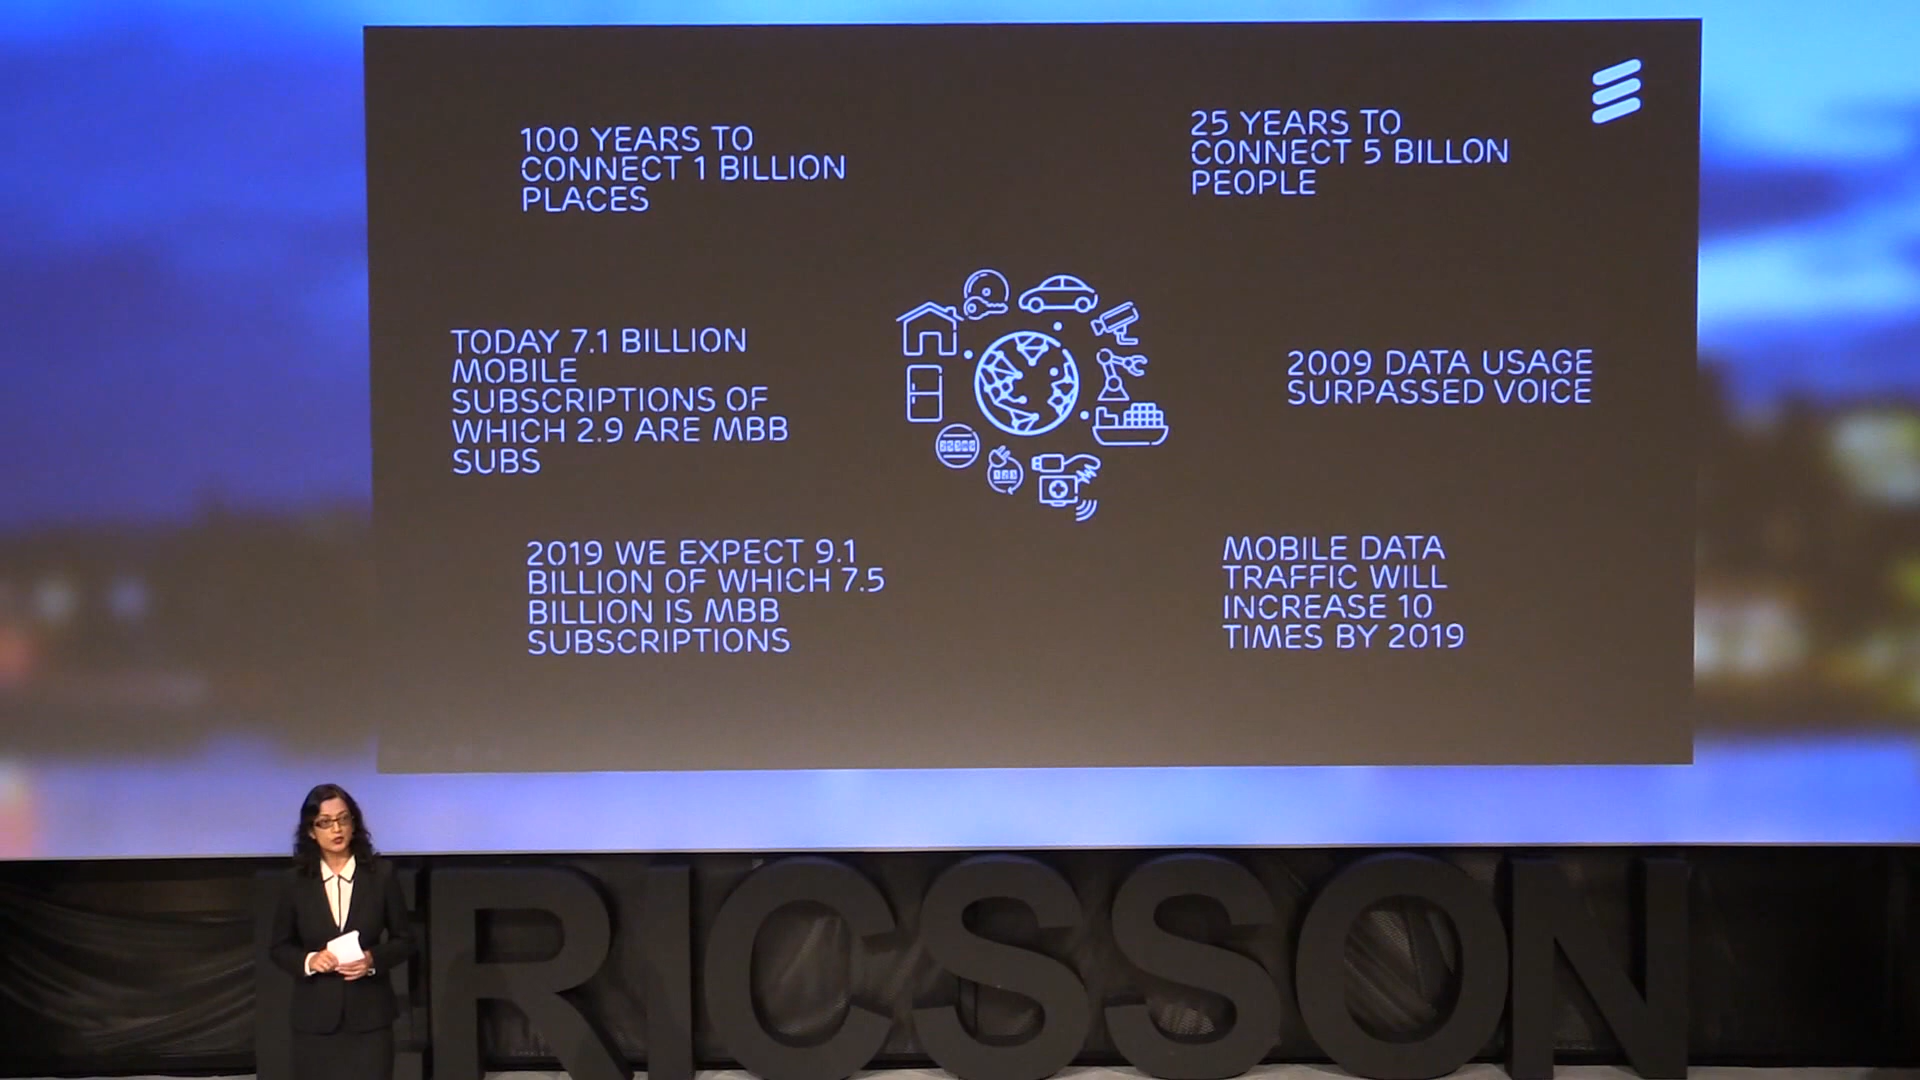 100 YEARS TO
CONNECT 1 BILLION
PLACES
25 YEARS TO
CONNECT 5 BILLON
PEOPLE
TODAY 7.1 BILLION
MOBILE
SUBSCRIPTIONS OF
WHICH 2.9 ARE MBB
SUBS
2009 DATA USAGE
SURPASSED VOICE
2019 WE EXPECT 9.1
BILLION OF WHICH 7.5
BILLION IS MBB
SUBSCRIPTIONS
MOBILE DATA
TRAFFIC WILL
INCREASE 10
TIMES BY 2019
ERICSSON